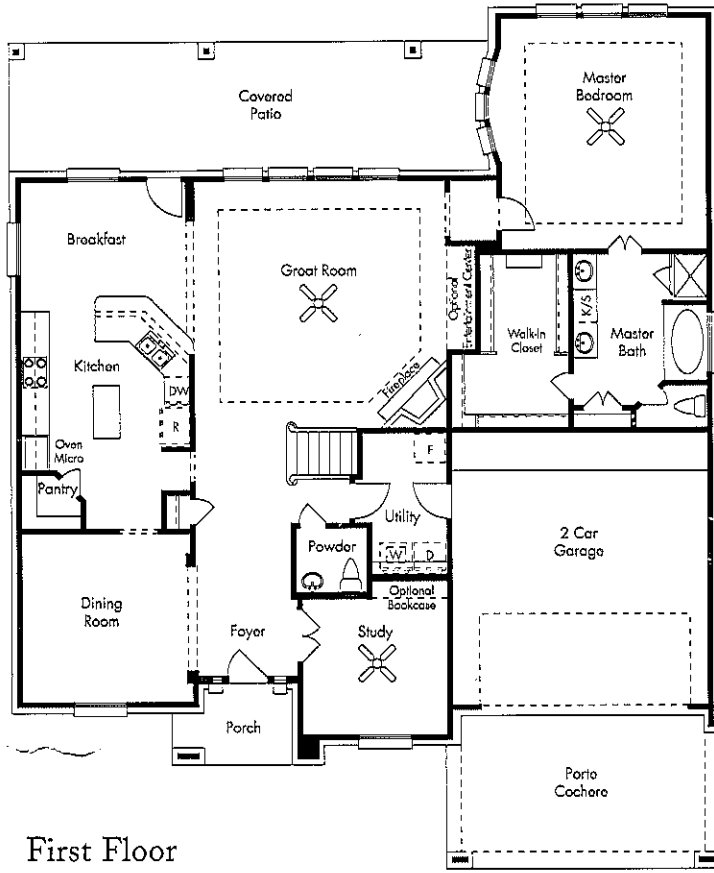 Covered
Patio
Master
Bedroom
Breakfast
Great Room
Optional
Entertainment Center
Walk-In
Closet
K/S
Master
Bath
Kitchen
Fireplace
DW
R
Oven
Micro
Pantry
F
Utility
W
D
Powder
2 Car
Garage
Dining
Room
Optional
Bookcase
Foyer
Study
Porch
Porte
Cochere
First Floor